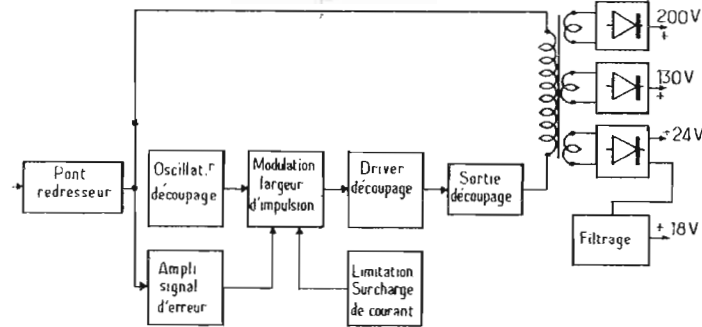 200V
+
130V
+
+24V
Pont
redresseur
Oscillat.r
découpage
Modulation
largeur
d'impulsion
Driver
découpage
Sortie
découpage
Ampli
signal
d'erreur
Limitation
Surcharge
de courant
Filtrage
+ 18V